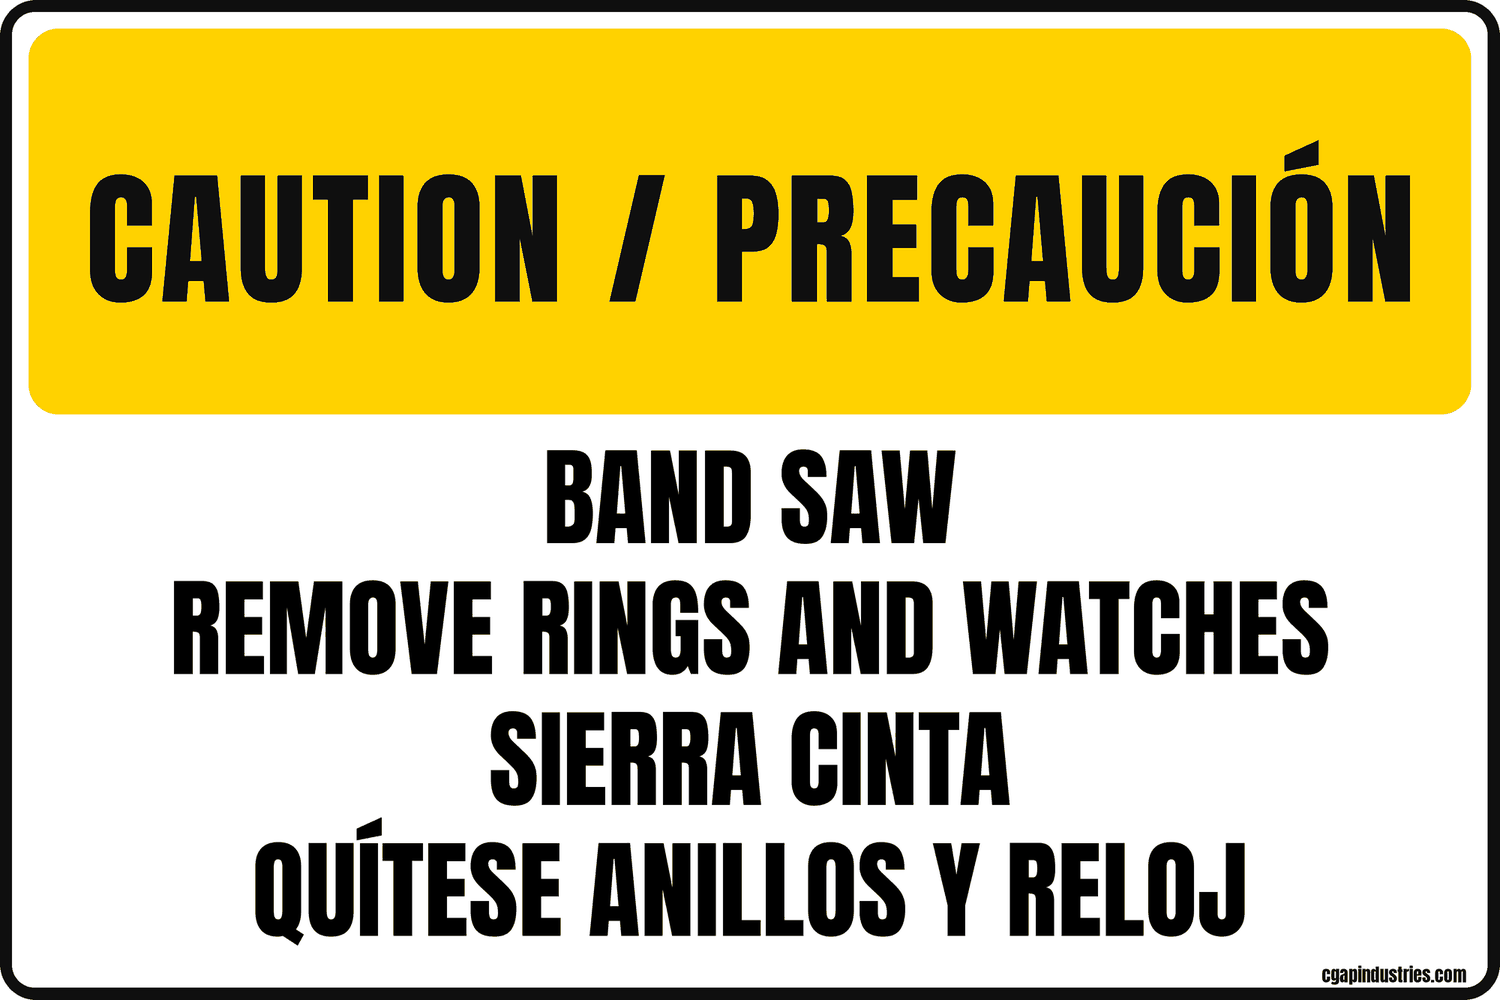 CAUTION / PRECAUCIÓN
BAND SAW
REMOVE RINGS AND WATCHES
SIERRA CINTA
QUÍTESE ANILLOS Y RELOJ
cgapindustries.com